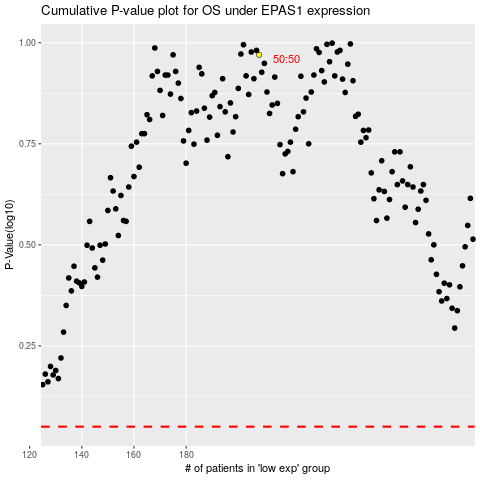 Cumulative P-value plot for OS under EPAS1 expression
1.00
50:50
0.75
P-Value(log10)
0.50
0.25
120 140 160 180
# of patients in 'low exp' group